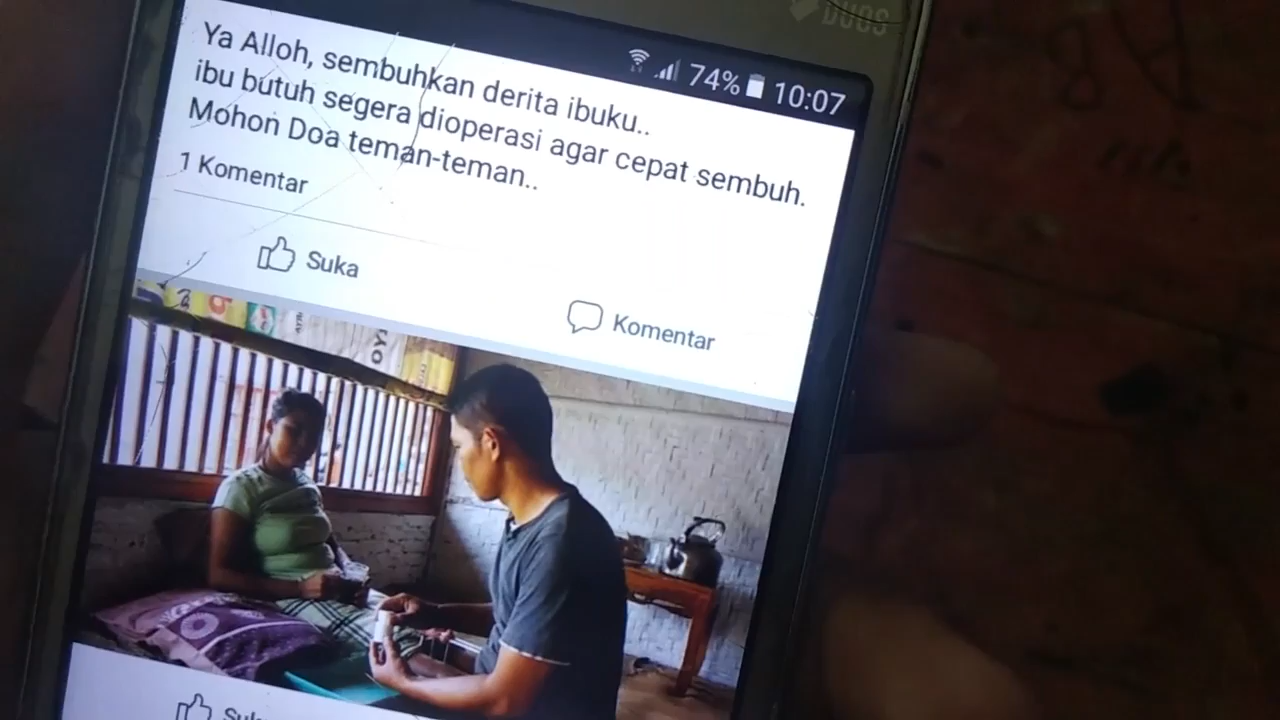 DUOS
74% 10:07
Ya Alloh, sembuhkan derita ibuku..
ibu butuh segera dioperasi agar cepat sembuh.
Mohon Doa teman-teman..
1 Komentar
Suka
Komentar